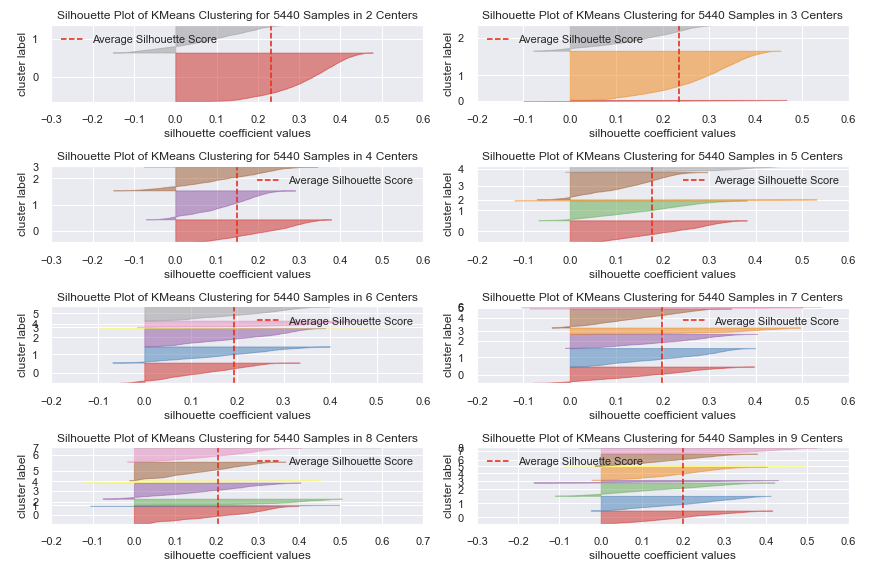 Silhouette Plot of KMeans Clustering for 5440 Samples in 2 Centers
cluster label
1
0
Average Silhouette Score
−0.3 −0.2 −0.1 0.0 0.1 0.2 0.3 0.4 0.5 0.6
silhouette coefficient values
Silhouette Plot of KMeans Clustering for 5440 Samples in 3 Centers
cluster label
2
1
0
Average Silhouette Score
−0.2 −0.1 0.0 0.1 0.2 0.3 0.4 0.5 0.6
silhouette coefficient values
Silhouette Plot of KMeans Clustering for 5440 Samples in 4 Centers
cluster label
3
2
1
0
Average Silhouette Score
−0.3 −0.2 −0.1 0.0 0.1 0.2 0.3 0.4 0.5 0.6
silhouette coefficient values
Silhouette Plot of KMeans Clustering for 5440 Samples in 5 Centers
cluster label
4
3
2
1
0
Average Silhouette Score
−0.2 −0.1 0.0 0.1 0.2 0.3 0.4 0.5 0.6
silhouette coefficient values
Silhouette Plot of KMeans Clustering for 5440 Samples in 6 Centers
cluster label
5
4
3
2
1
0
Average Silhouette Score
−0.2 −0.1 0.0 0.1 0.2 0.3 0.4 0.5 0.6
silhouette coefficient values
Silhouette Plot of KMeans Clustering for 5440 Samples in 7 Centers
cluster label
4
3
2
1
0
Average Silhouette Score
−0.2 −0.1 0.0 0.1 0.2 0.3 0.4 0.5 0.6
silhouette coefficient values
Silhouette Plot of KMeans Clustering for 5440 Samples in 8 Centers
cluster label
7
6
5
4
3
2
1
0
Average Silhouette Score
−0.2 −0.1 0.0 0.1 0.2 0.3 0.4 0.5 0.6 0.7
silhouette coefficient values
Silhouette Plot of KMeans Clustering for 5440 Samples in 9 Centers
cluster label
7
6
5
4
3
2
1
0
Average Silhouette Score
−0.3 −0.2 −0.1 0.0 0.1 0.2 0.3 0.4 0.5 0.6
silhouette coefficient values